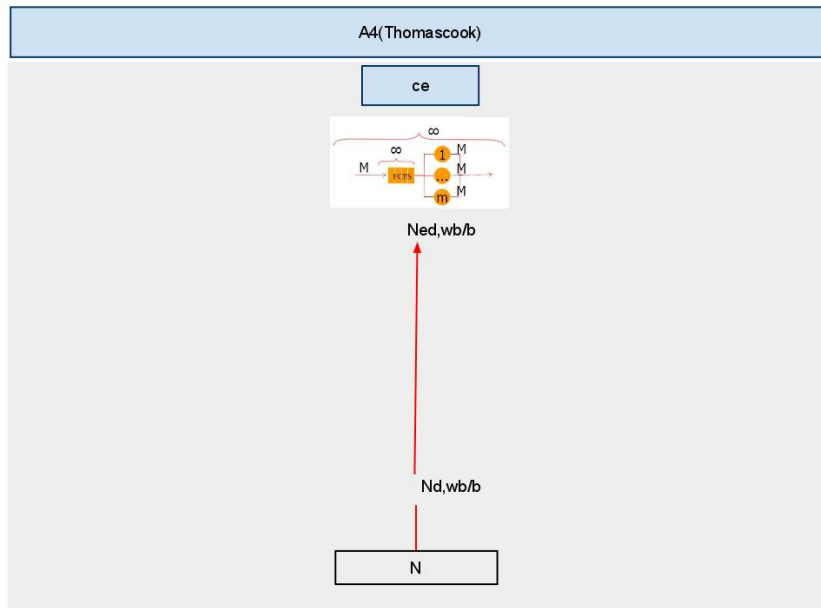 A4(Thomascook)
ce
∞
∞
M
FCFS
1
M
...
M
m
M
Ned,wb/b
Nd,wb/b
N